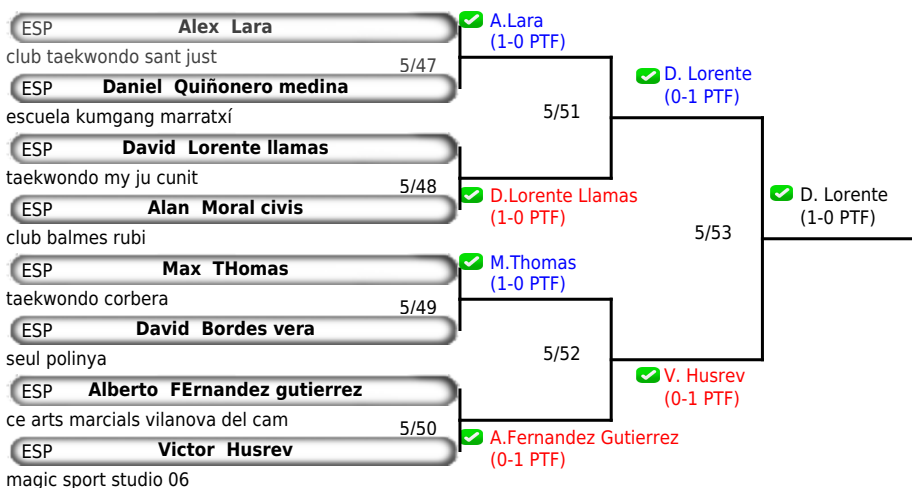 ESP Alex Lara
club taekwondo sant just
5/47
ESP Daniel Quiñonero medina
escuela kumgang marratxí
ESP David Lorente llamas
taekwondo my ju cunit
5/48
ESP Alan Moral civis
club balmes rubi
ESP Max THomas
taekwondo corbera
5/49
ESP David Bordes vera
seul polinya
ESP Alberto FErnandez gutierrez
ce arts marcials vilanova del cam
5/50
ESP Victor Husrev
magic sport studio 06
A.Lara
(1-0 PTF)
5/51
D.Lorente Llamas
(1-0 PTF)
M.Thomas
(1-0 PTF)
5/52
A.Fernandez Gutierrez
(0-1 PTF)
D. Lorente
(0-1 PTF)
5/53
V. Husrev
(0-1 PTF)
D. Lorente
(1-0 PTF)